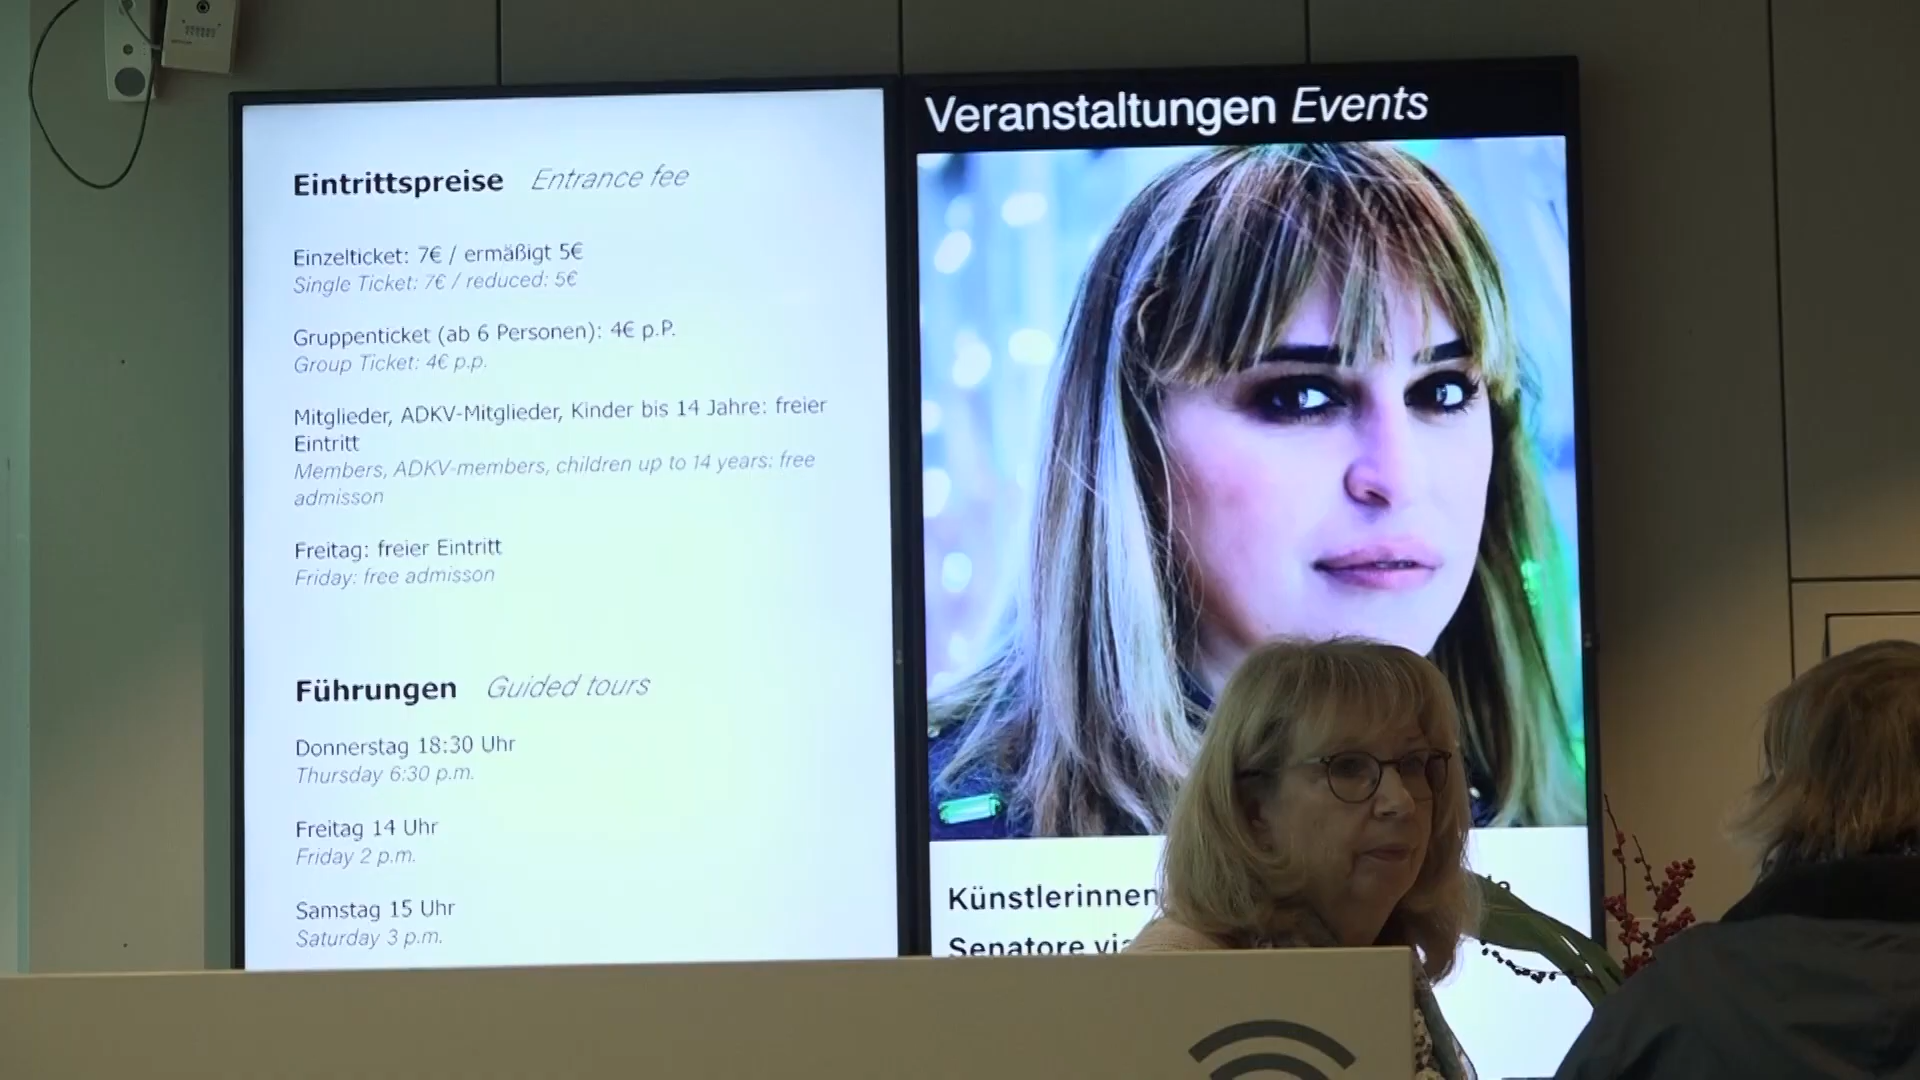 Eintrittspreise Entrance fee
Einzelticket: 7€ / ermäßigt 5€
Single Ticket: 7€ / reduced: 5€
Gruppenticket (ab 6 Personen): 4€ p.P.
Group Ticket: 4€ p.p.
Mitglieder, ADKV-Mitglieder, Kinder bis 14 Jahre: freier
Eintritt
Members, ADKV-members, children up to 14 years: free
admisson
Freitag: freier Eintritt
Friday: free admisson
Führungen Guided tours
Donnerstag 18:30 Uhr
Thursday 6:30 p.m.
Freitag 14 Uhr
Friday 2 p.m.
Samstag 15 Uhr
Saturday 3 p.m.
Veranstaltungen Events
Künstlerinnen
Senatore